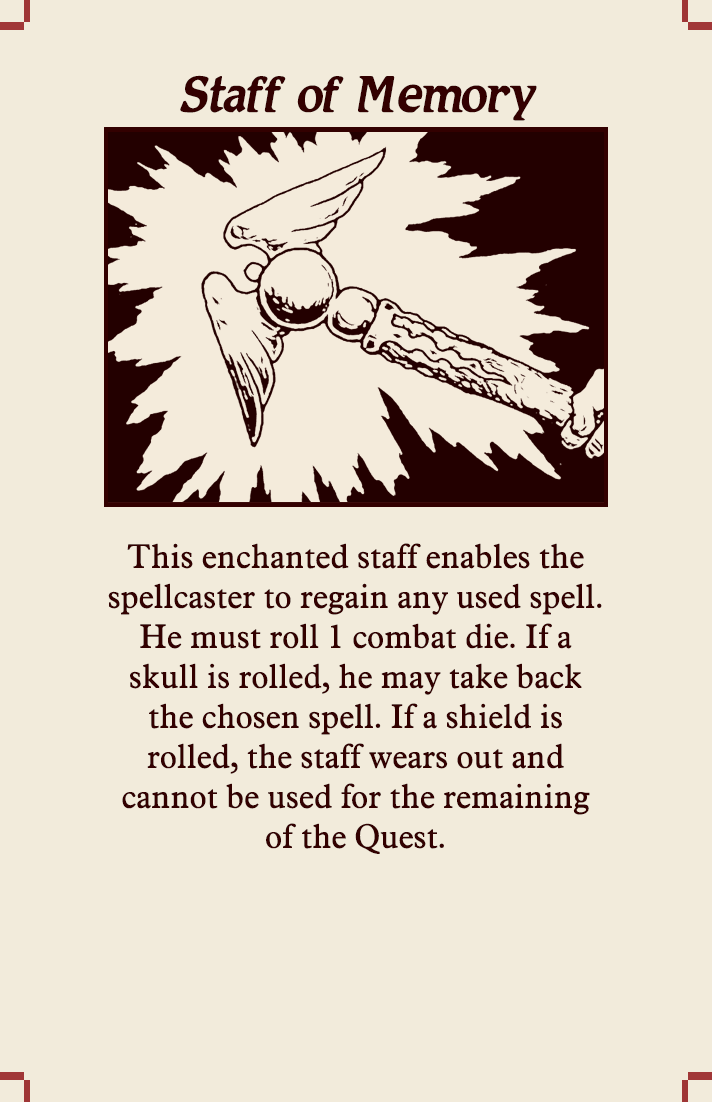 Staff of Memory
This enchanted staff enables the
spellcaster to regain any used spell.
He must roll 1 combat die. If a
skull is rolled, he may take back
the chosen spell. If a shield is
rolled, the staff wears out and
cannot be used for the remaining
of the Quest.